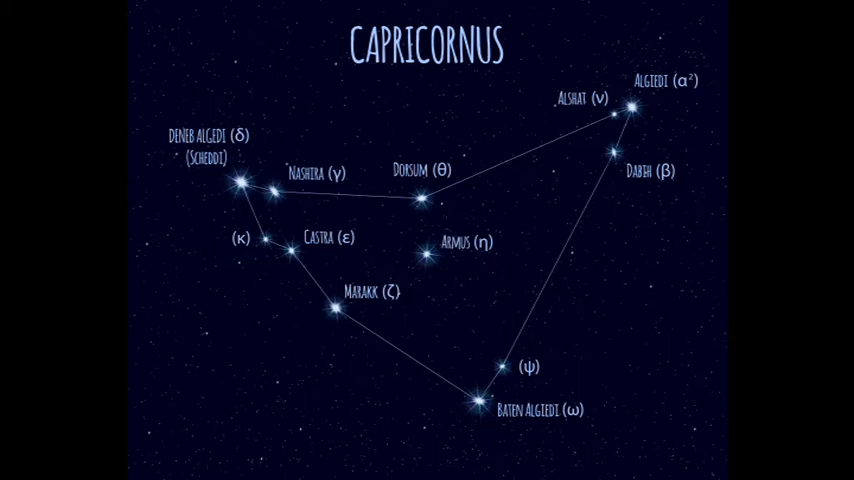 CAPRICORNUS
ALGIEDI (α²)
ALSHAT (ν)
DENEB ALGEDI (δ)
(SCHEDDI)
NASHIRA (γ)
DORSUM (θ)
DABIH (β)
(κ)
CASTRA (ε)
ARMUS (η)
MARAKK (ζ)
(ψ)
BATEN ALGIEDI (ω)